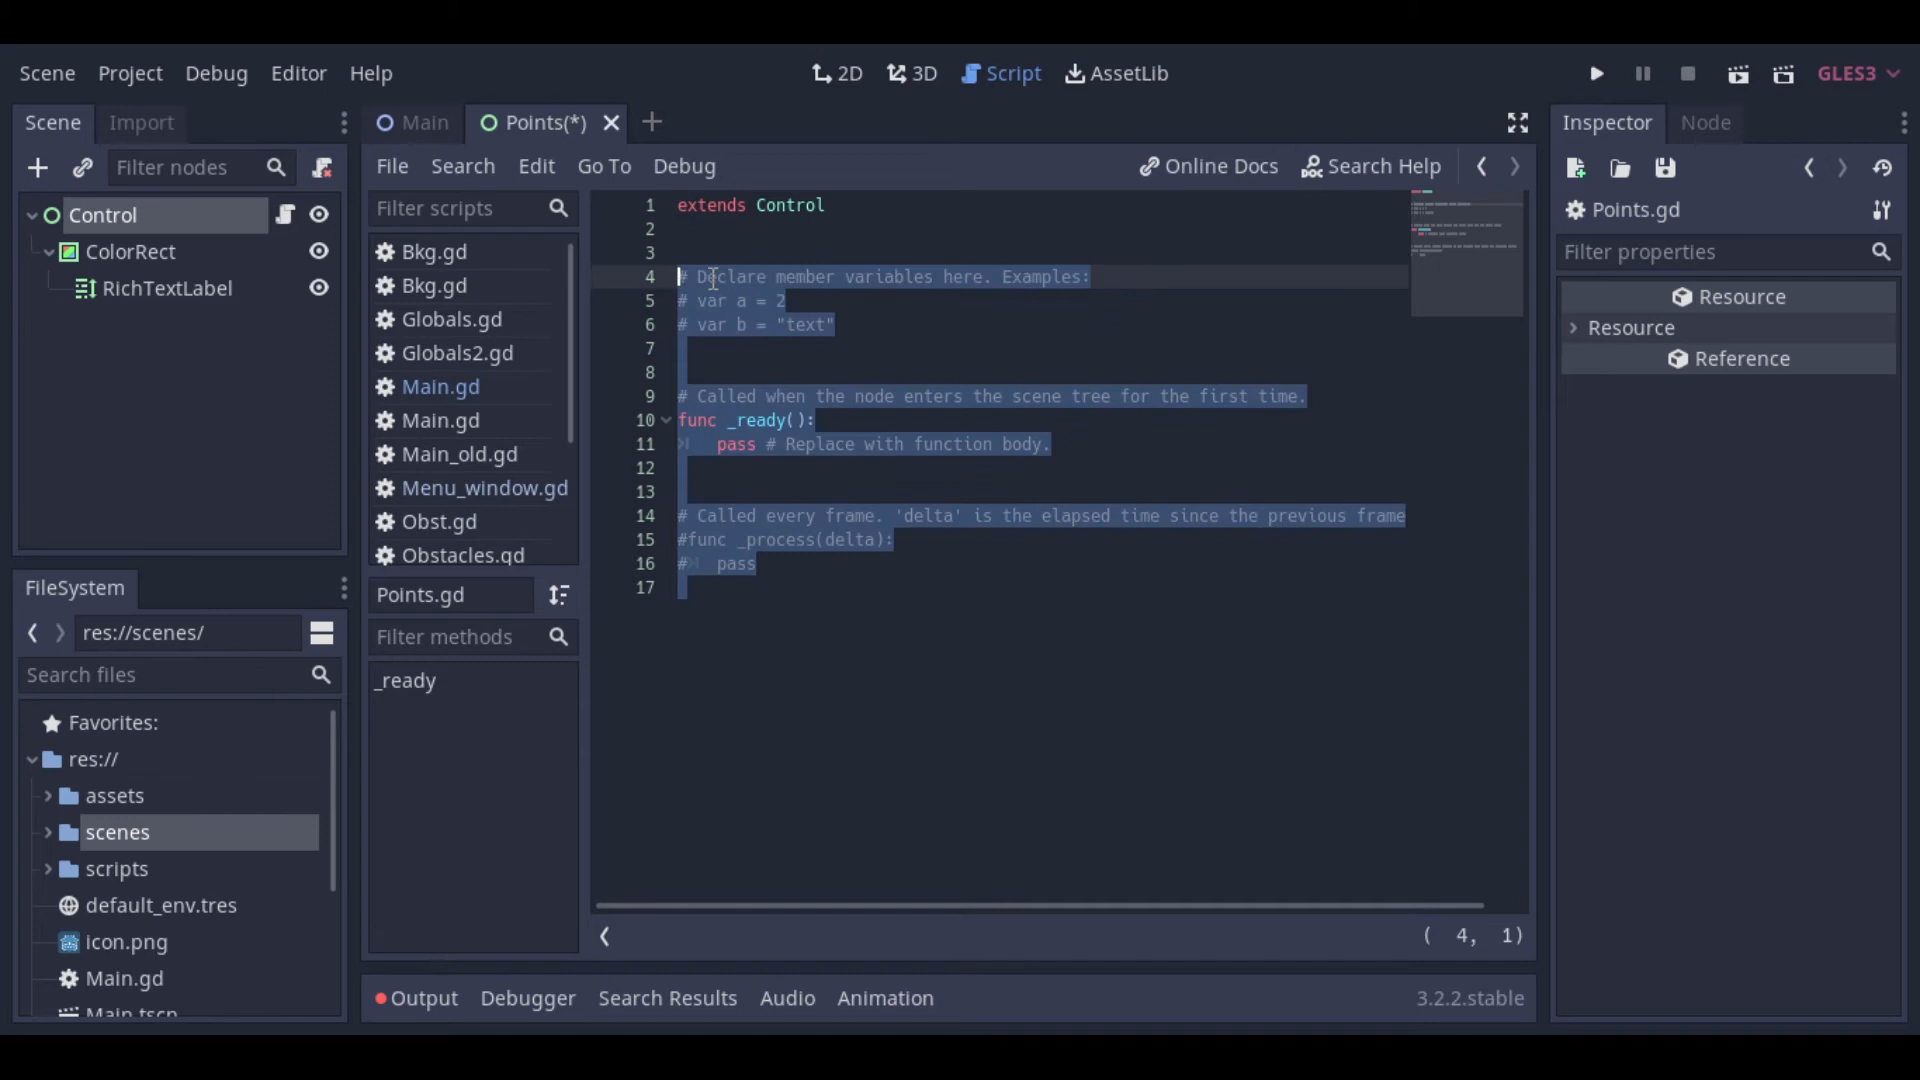 Scene Project Debug Editor Help 2D 3D Script AssetLib GLES3
Scene Import
Filter nodes
Control
ColorRect
RichTextLabel
FileSystem
res://scenes/
Search files
Favorites:
res://
assets
scenes
scripts
default_env.tres
icon.png
Main.gd
Main.tscn
Main Points(*)
File Search Edit Go To Debug Online Docs Search Help
Filter scripts
Bkg.gd
Bkg.gd
Globals.gd
Globals2.gd
Main.gd
Main.gd
Main_old.gd
Menu_window.gd
Obst.gd
Obstacles.gd
Points.gd
Filter methods
_ready
1 extends Control
2
3
4 # Declare member variables here. Examples:
5 # var a = 2
6 # var b = "text"
7
8
9 # Called when the node enters the scene tree for the first time.
10 func _ready():
11 pass # Replace with function body.
12
13
14 # Called every frame. 'delta' is the elapsed time since the previous frame
15 #func _process(delta):
16 # pass
17
( 4, 1)
Output Debugger Search Results Audio Animation 3.2.2.stable
Inspector Node
Points.gd
Filter properties
Resource
Resource
Reference